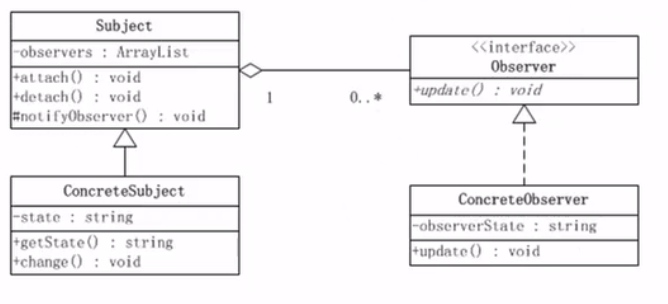 Subject
-observers : ArrayList
+attach() : void
+detach() : void
#notifyObserver() : void
1
0..*
<<interface>>
Observer
+update() : void
ConcreteSubject
-state : string
+getState() : string
+change() : void
ConcreteObserver
-observerState : string
+update() : void